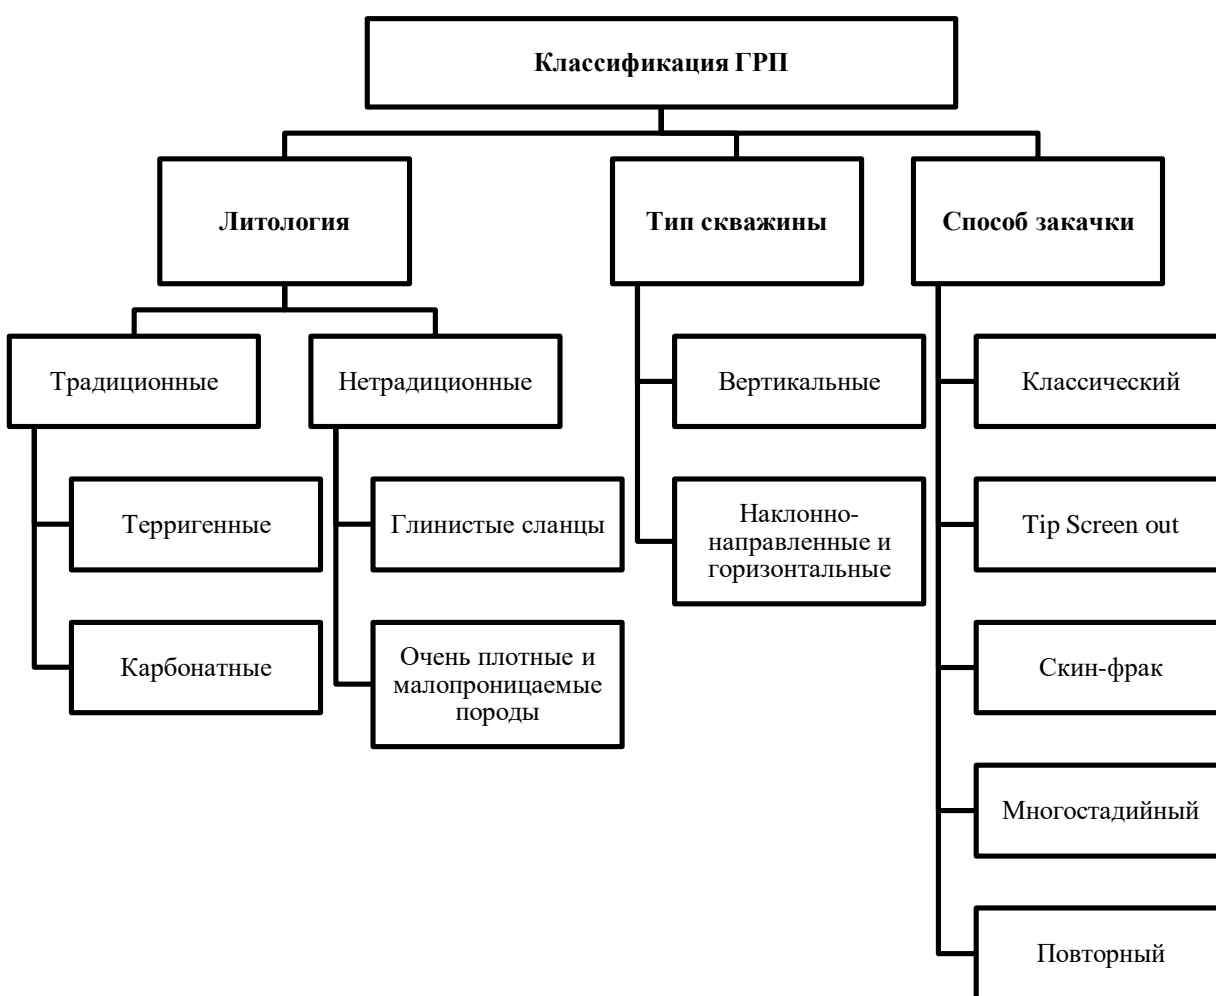 Классификация ГРП
Литология
Тип скважины
Способ закачки
Традиционные
Нетрадиционные
Вертикальные
Классический
Терригенные
Глинистые сланцы
Наклонно-
направленные и
горизонтальные
Tip Screen out
Карбонатные
Очень плотные и
малопроницаемые
породы
Скин-фрак
Многостадийный
Повторный